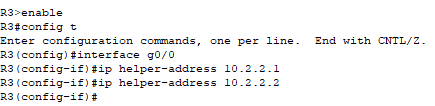 R3>enable
R3#config t
Enter configuration commands, one per line.  End with CNTL/Z.
R3(config)#interface g0/0
R3(config-if)#ip helper-address 10.2.2.1
R3(config-if)#ip helper-address 10.2.2.2
R3(config-if)#